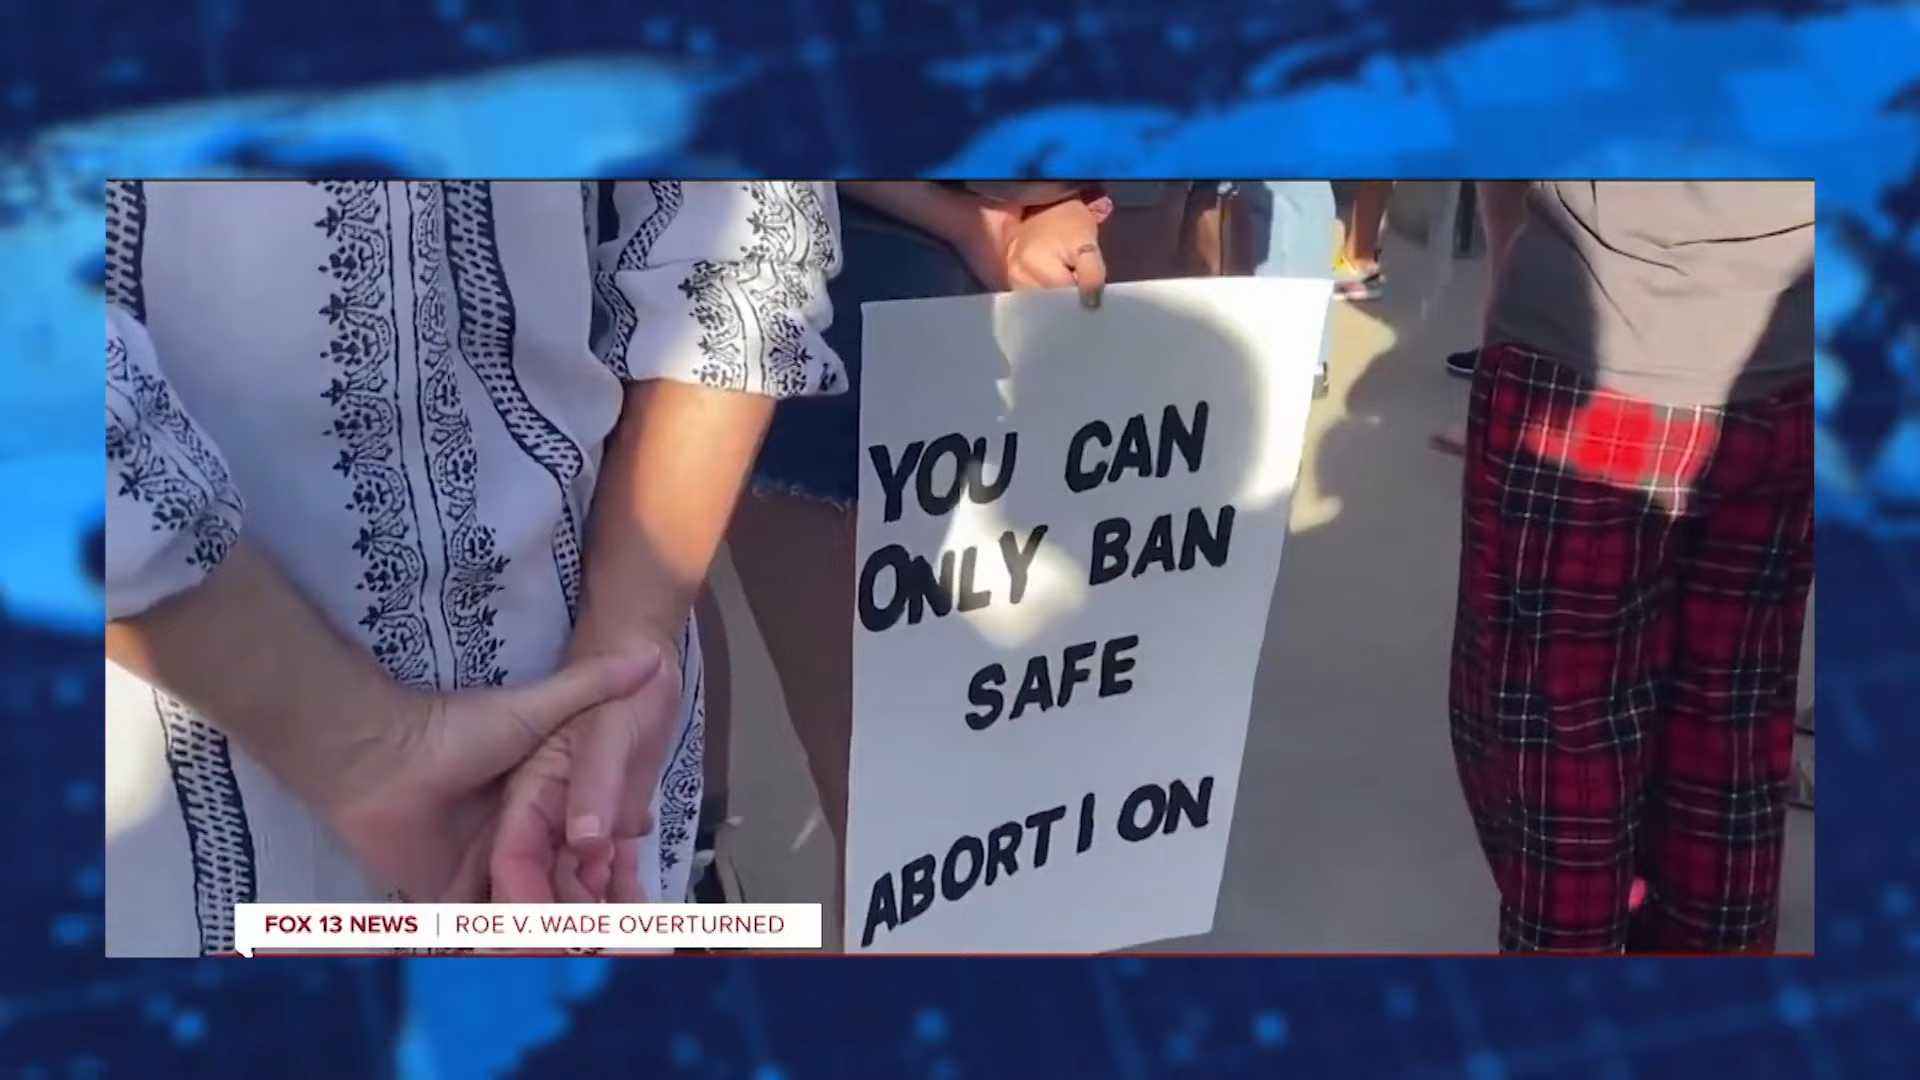 YOU CAN
ONLY BAN
SAFE
ABORTION
FOX 13 NEWS | ROE V. WADE OVERTURNED